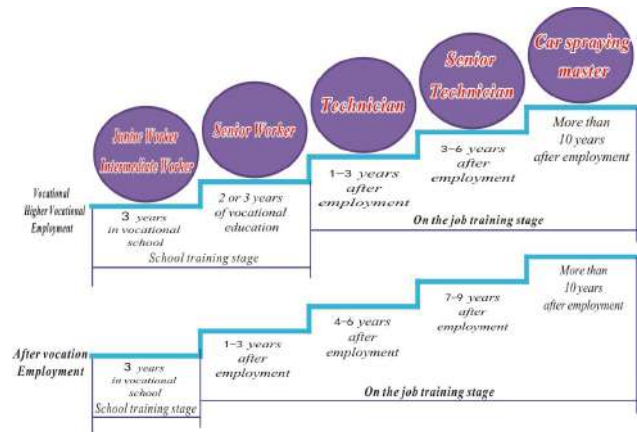 Car spraying
master
Senior
Technician
Technician
Senior Worker
Junior Worker
Intermediate Worker
More than
10 years
after employment
3-6 years
after
employment
1-3 years
after
employment
2 or 3 years
of vocational
education
3 years
in vocational
school
Vocational
Higher Vocational
Employment
On the job training stage
School training stage
More than
10 years
after employment
7-9 years
after
employment
4-6 years
after
employment
1-3 years
after
employment
3 years
in vocational
school
After vocation
Employment
On the job training stage
School training stage